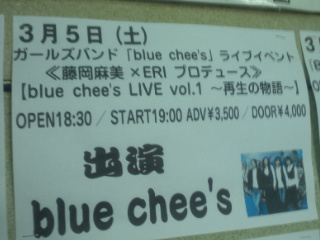 3月5日(土)
ガールズバンド「blue chee's」ライブイベント
≪藤岡麻美×ERI プロデュース≫
【blue chee's LIVE vol.1 ～再生の物語～】
OPEN18:30 / START19:00 ADV¥3,500 / DOOR¥4,000
出演
blue chee's